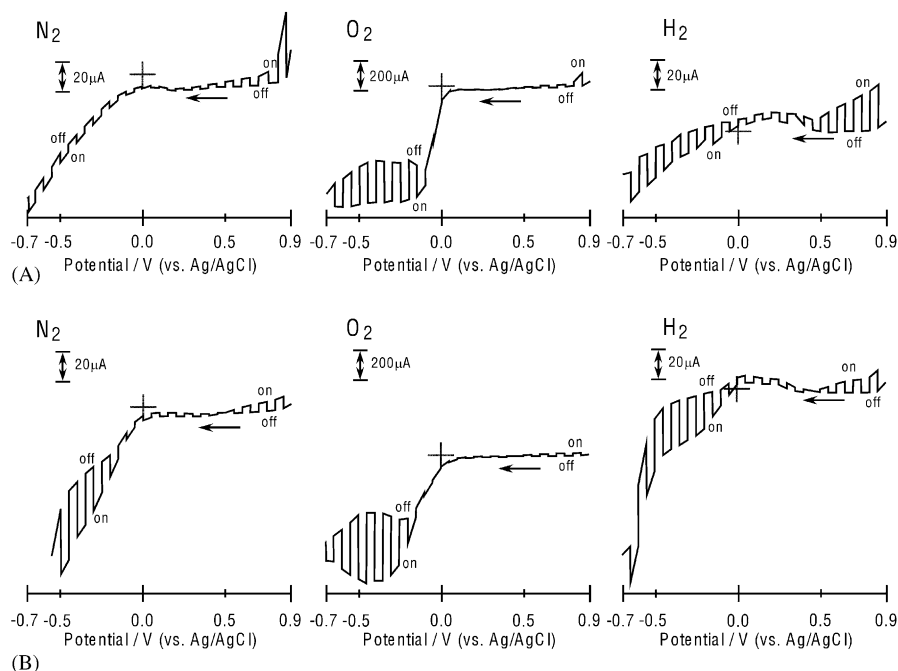 (A)
N2
O2
H2
20μA
200μA
20μA
on
off
off
on
on
off
off
on
on
off
off
on
-0.7 -0.5 0.0 0.5 0.9
-0.7 -0.5 0.0 0.5 0.9
-0.7 -0.5 0.0 0.5 0.9
Potential / V (vs. Ag/AgCl)
Potential / V (vs. Ag/AgCl)
Potential / V (vs. Ag/AgCl)
(A)
N2
O2
H2
20μA
200μA
20μA
on
off
off
on
on
off
off
on
on
off
off
on
-0.7 -0.5 0.0 0.5 0.9
-0.7 -0.5 0.0 0.5 0.9
-0.7 -0.5 0.0 0.5 0.9
Potential / V (vs. Ag/AgCl)
Potential / V (vs. Ag/AgCl)
Potential / V (vs. Ag/AgCl)
(B)